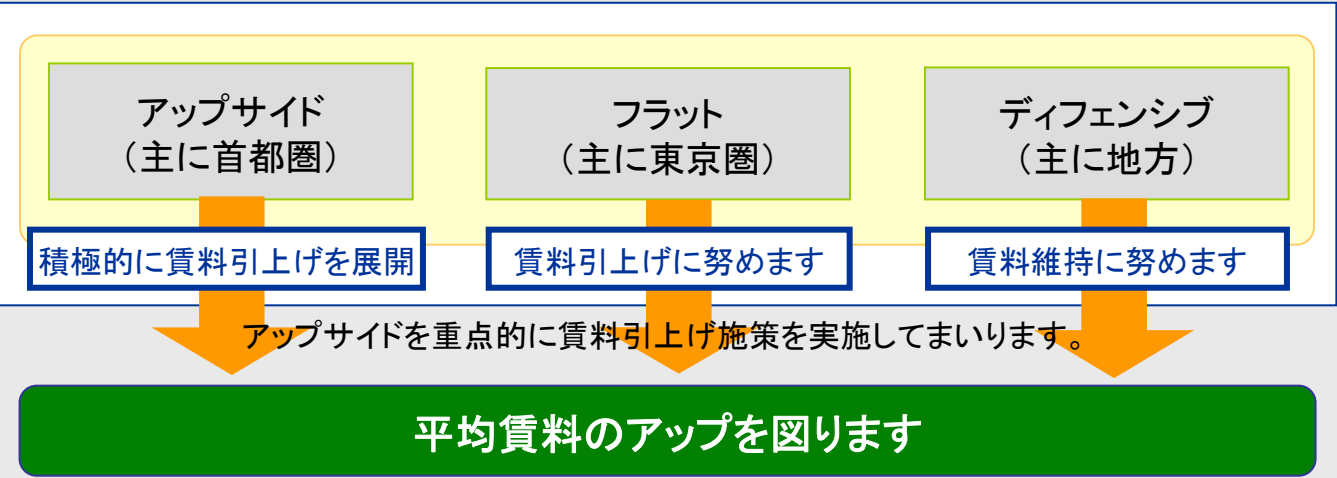 アップサイド
（主に首都圏）
フラット
（主に東京圏）
ディフェンシブ
（主に地方）
積極的に賃料引上げを展開
賃料引上げに努めます
賃料維持に努めます
アップサイドを重点的に賃料引上げ施策を実施してまいります。
平均賃料のアップを図ります